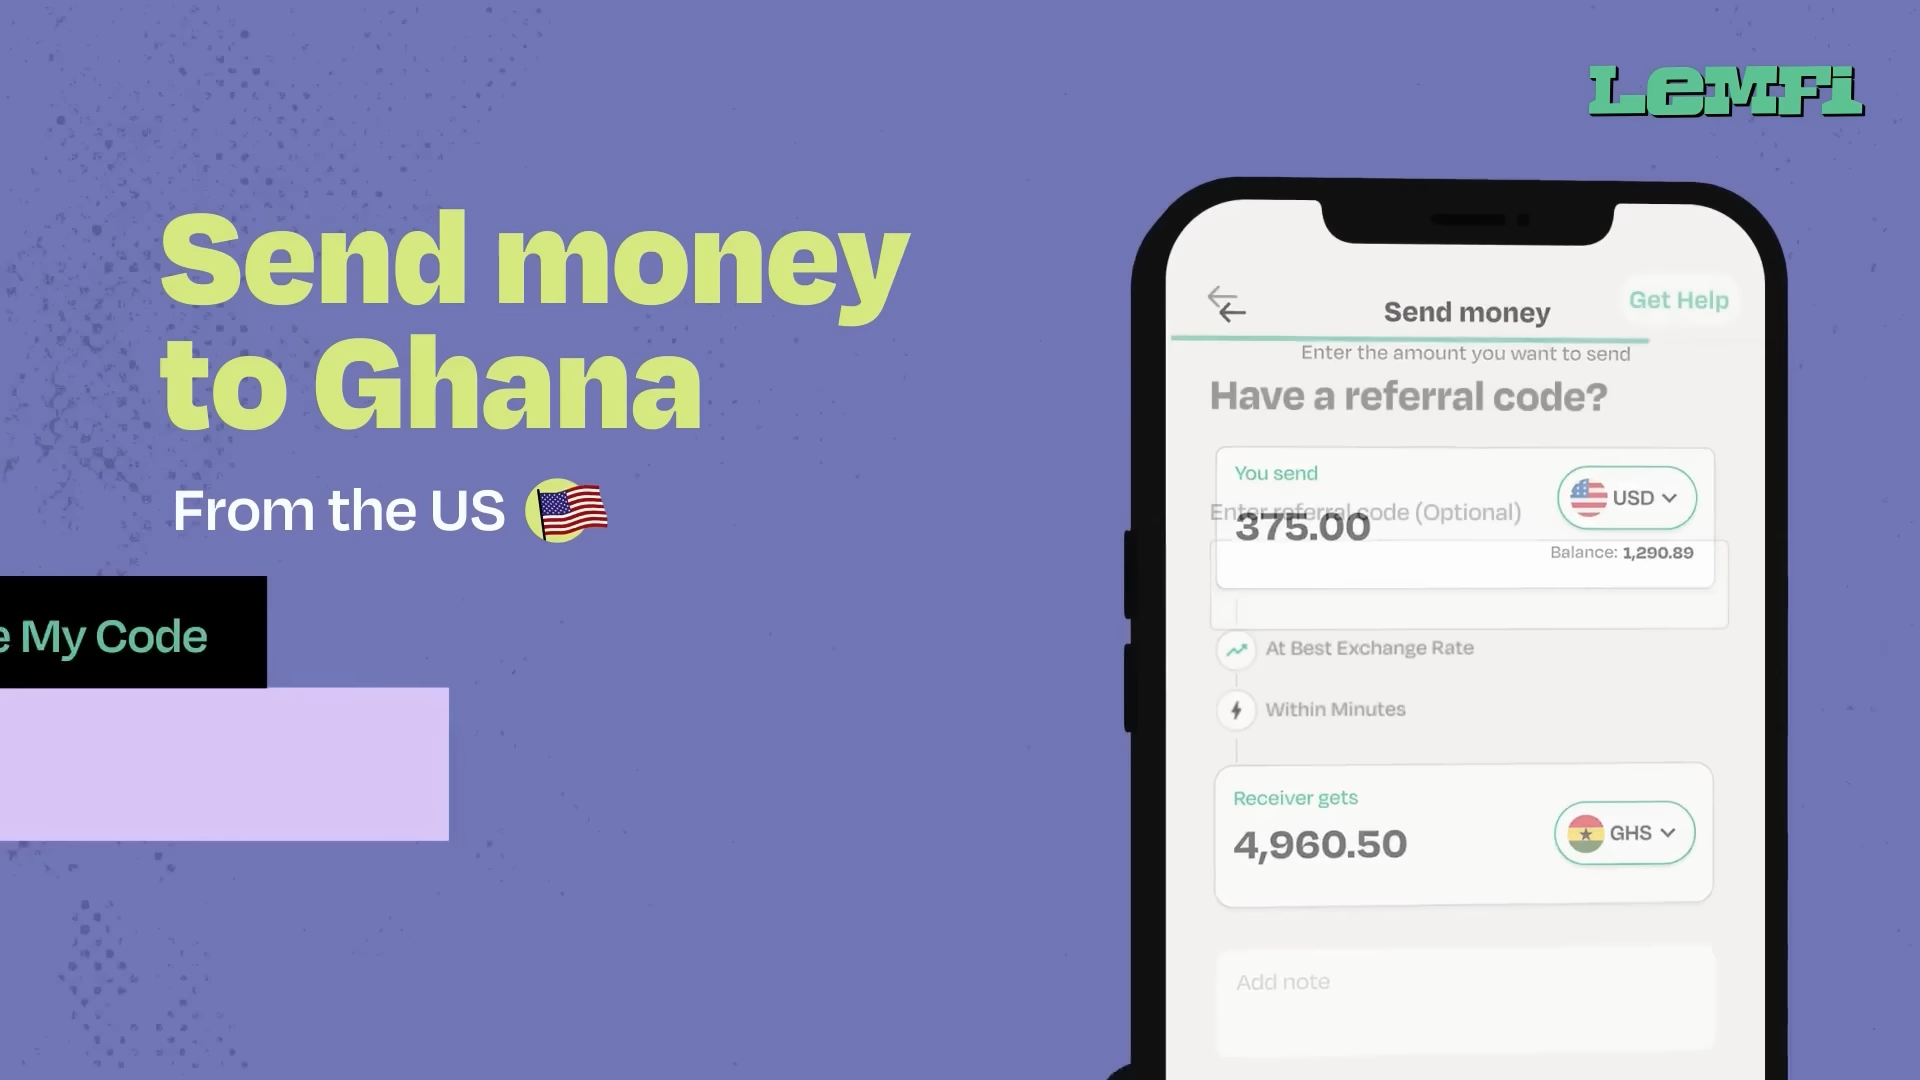 LeMFi
Send money
to Ghana
From the US
e My Code
Send money
Get Help
Enter the amount you want to send
Have a referral code?
You send
USD
Enter referral code (Optional)
375.00
Balance: 1,290.89
At Best Exchange Rate
Within Minutes
Receiver gets
4,960.50
GHS
Add note